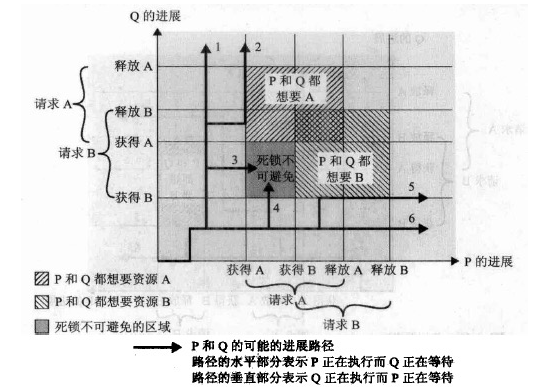 Q 的进展
1
2
释放 A
P 和 Q 都
想要 A
请求 A
释放 B
获得 A
请求 B
3
死锁不
可避免
P 和 Q 都
想要 B
获得 B
4
5
6
P 的进展
获得 A 获得 B 释放 A 释放 B
请求 A
请求 B
P 和 Q 都想要资源 A
P 和 Q 都想要资源 B
死锁不可避免的区域
P 和 Q 的可能的进展路径
路径的水平部分表示 P 正在执行而 Q 正在等待
路径的垂直部分表示 Q 正在执行而 P 正在等待